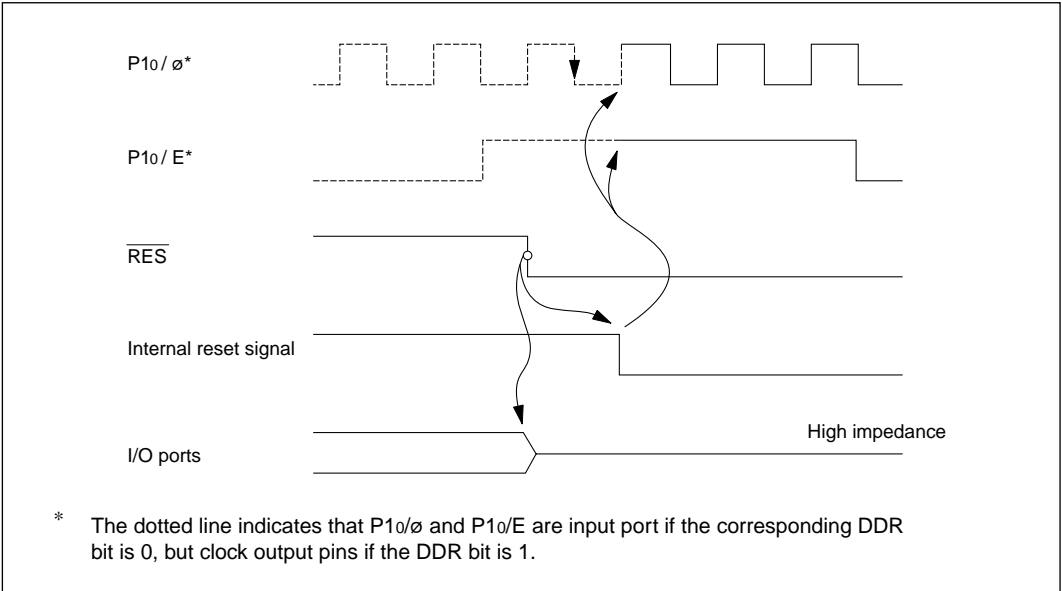 P10 / ø*
P10 / E*
RES
Internal reset signal
High impedance
I/O ports
* The dotted line indicates that P10/ø and P10/E are input port if the corresponding DDR
bit is 0, but clock output pins if the DDR bit is 1.